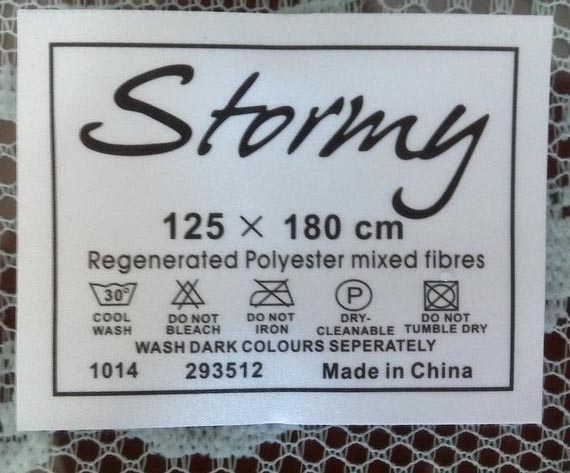 Stormy
125 × 180 cm
Regenerated Polyester mixed fibres
30°
P
COOL WASH
DO NOT BLEACH
DO NOT IRON
DRY-CLEANABLE
DO NOT TUMBLE DRY
WASH DARK COLOURS SEPERATELY
1014 293512 Made in China